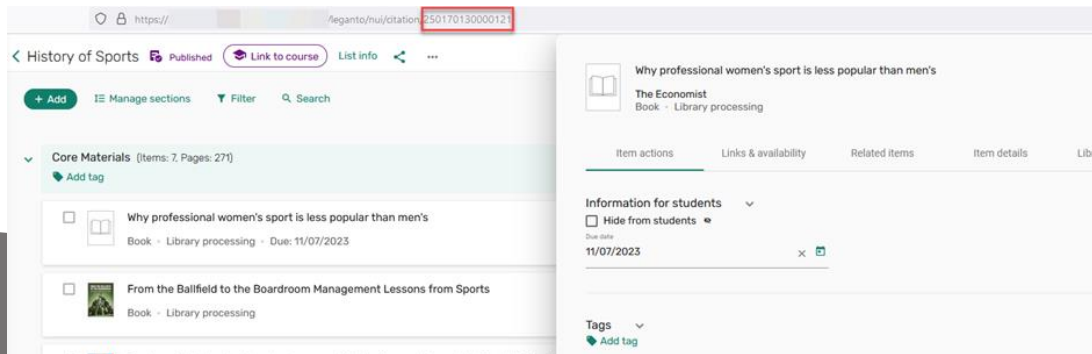 https:// /leganto/nui/citation/250170130000121
History of Sports Published Link to course List info ...
+ Add Manage sections Filter Search
Core Materials (Items: 7, Pages: 271)
Add tag
Why professional women's sport is less popular than men's
Book · Library processing · Due: 11/07/2023
From the Ballfield to the Boardroom Management Lessons from Sports
Book · Library processing
Why professional women's sport is less popular than men's
The Economist
Book · Library processing
Item actions Links & availability Related items Item details Lib
Information for students
Hide from students
Due date
11/07/2023
Tags
Add tag